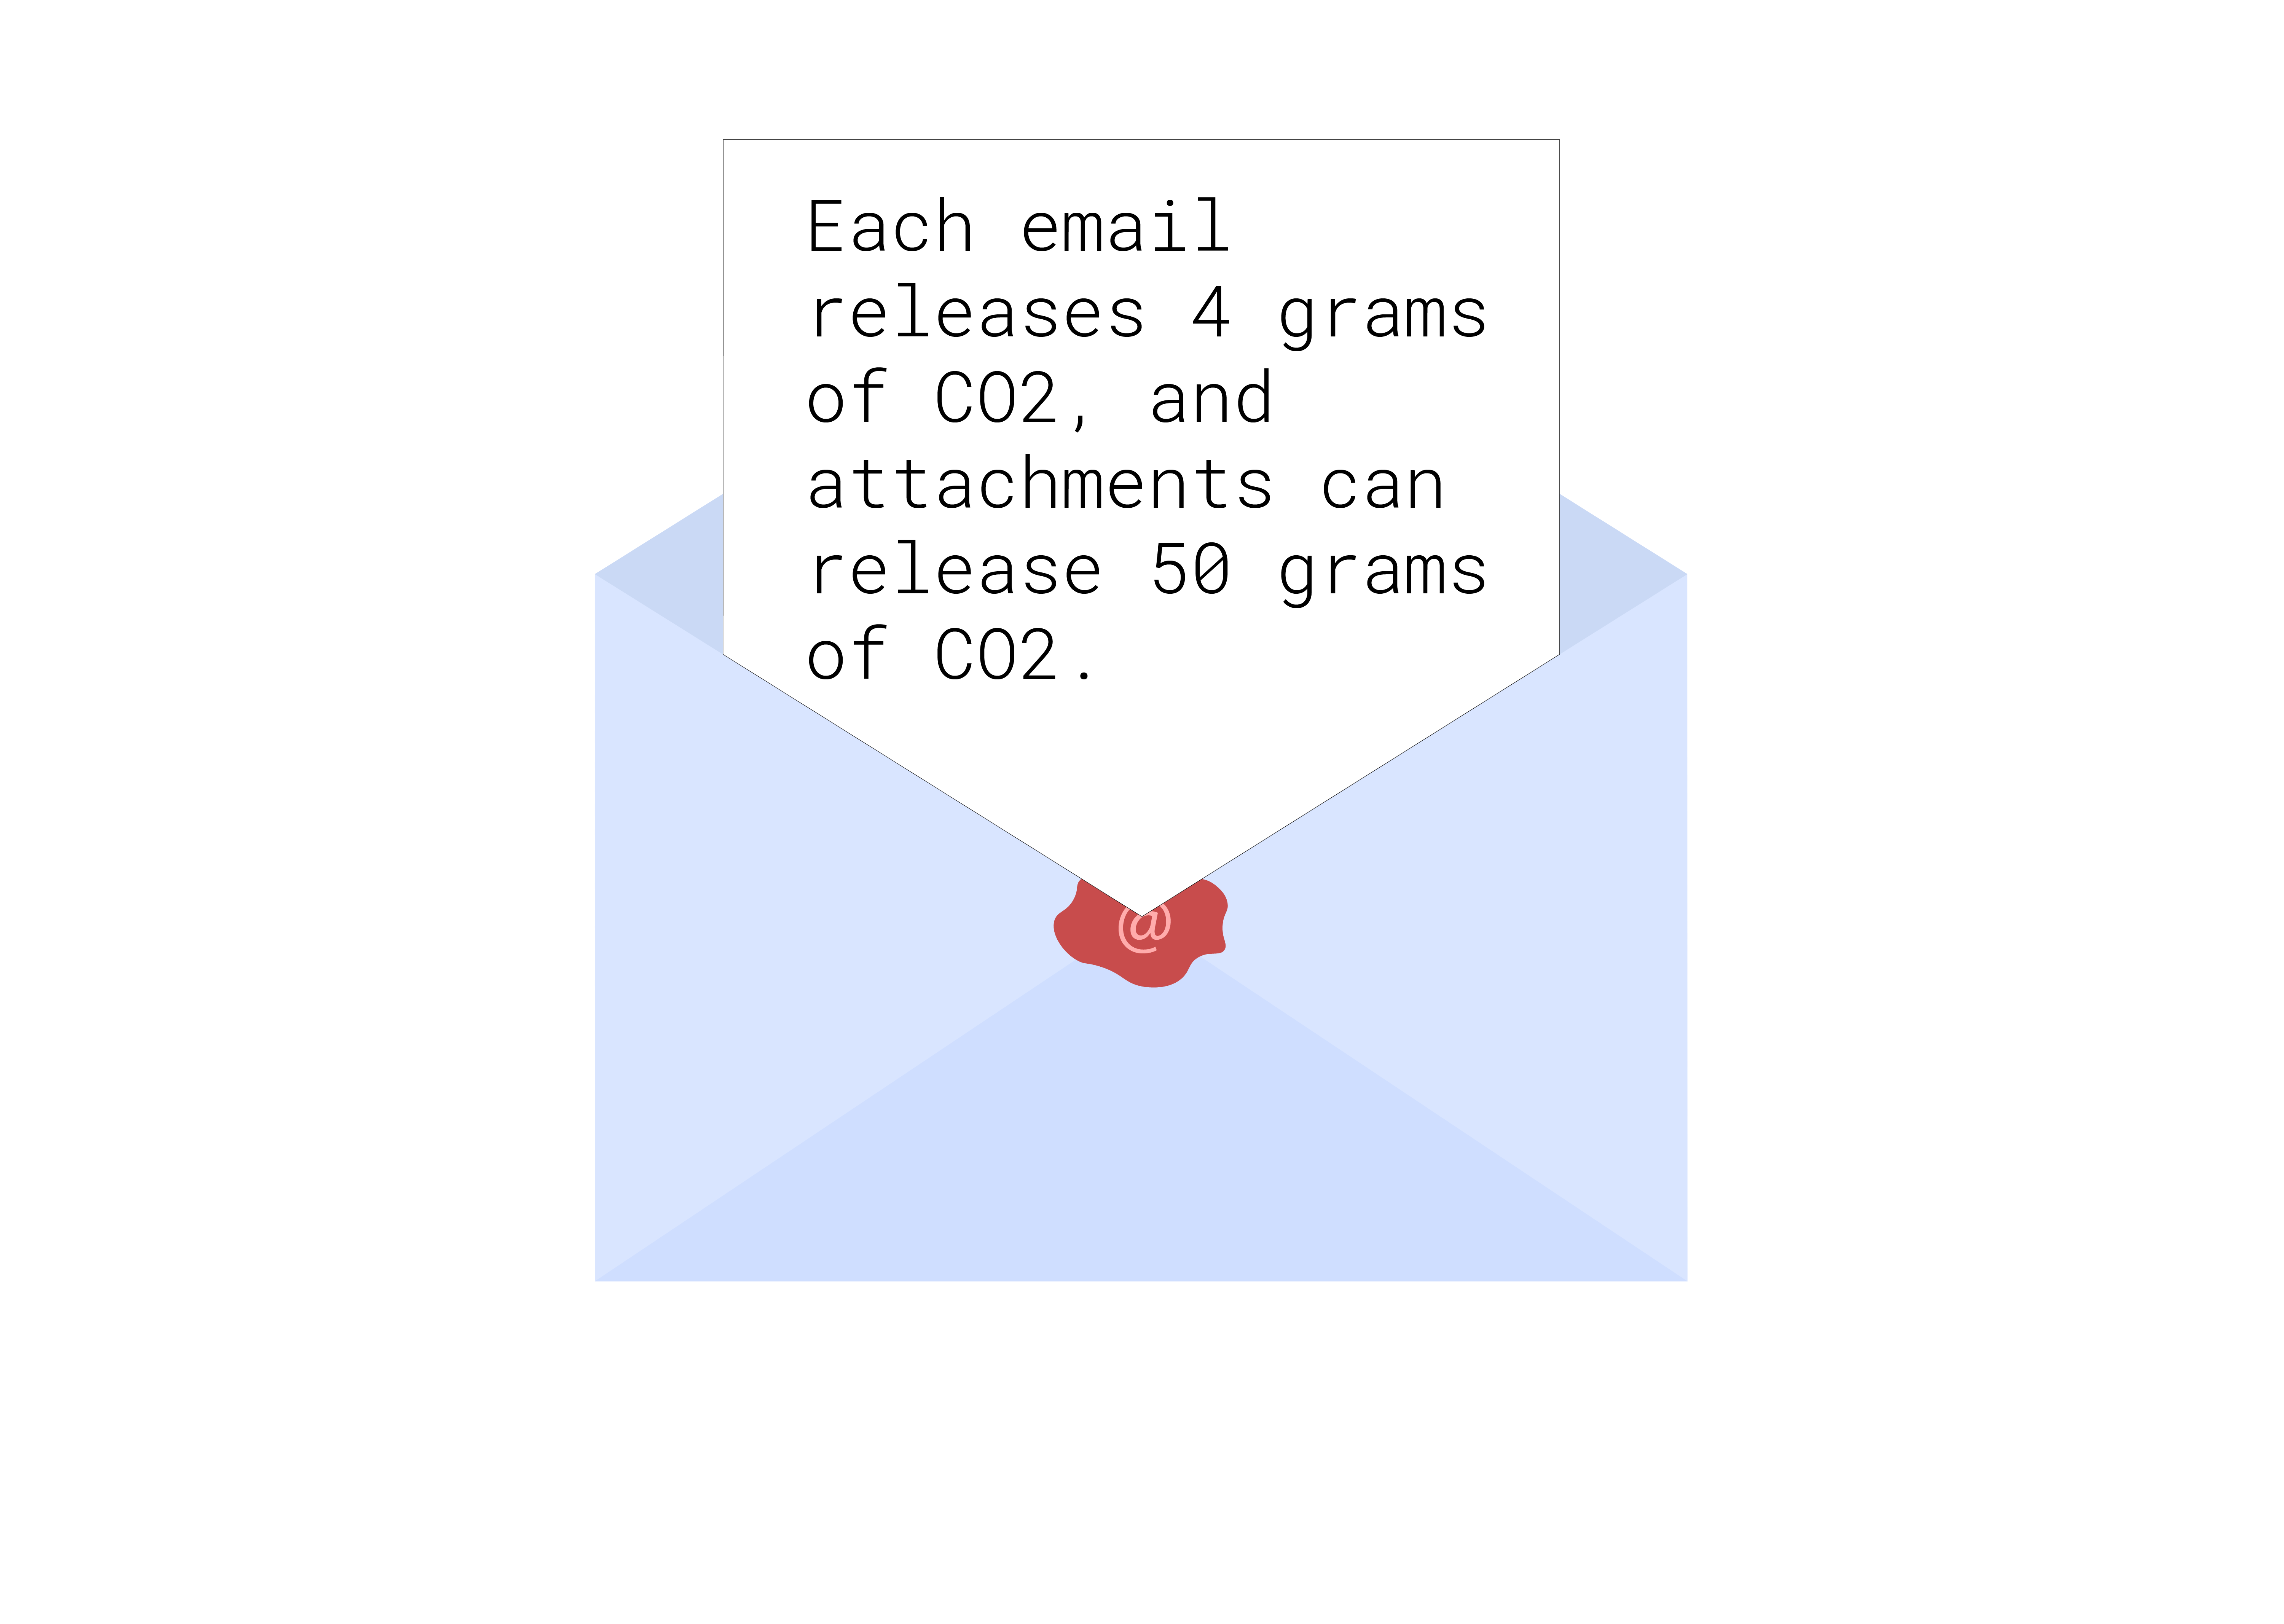 Each email
releases 4 grams
of CO2, and
attachments can
release 50 grams
of CO2.
@